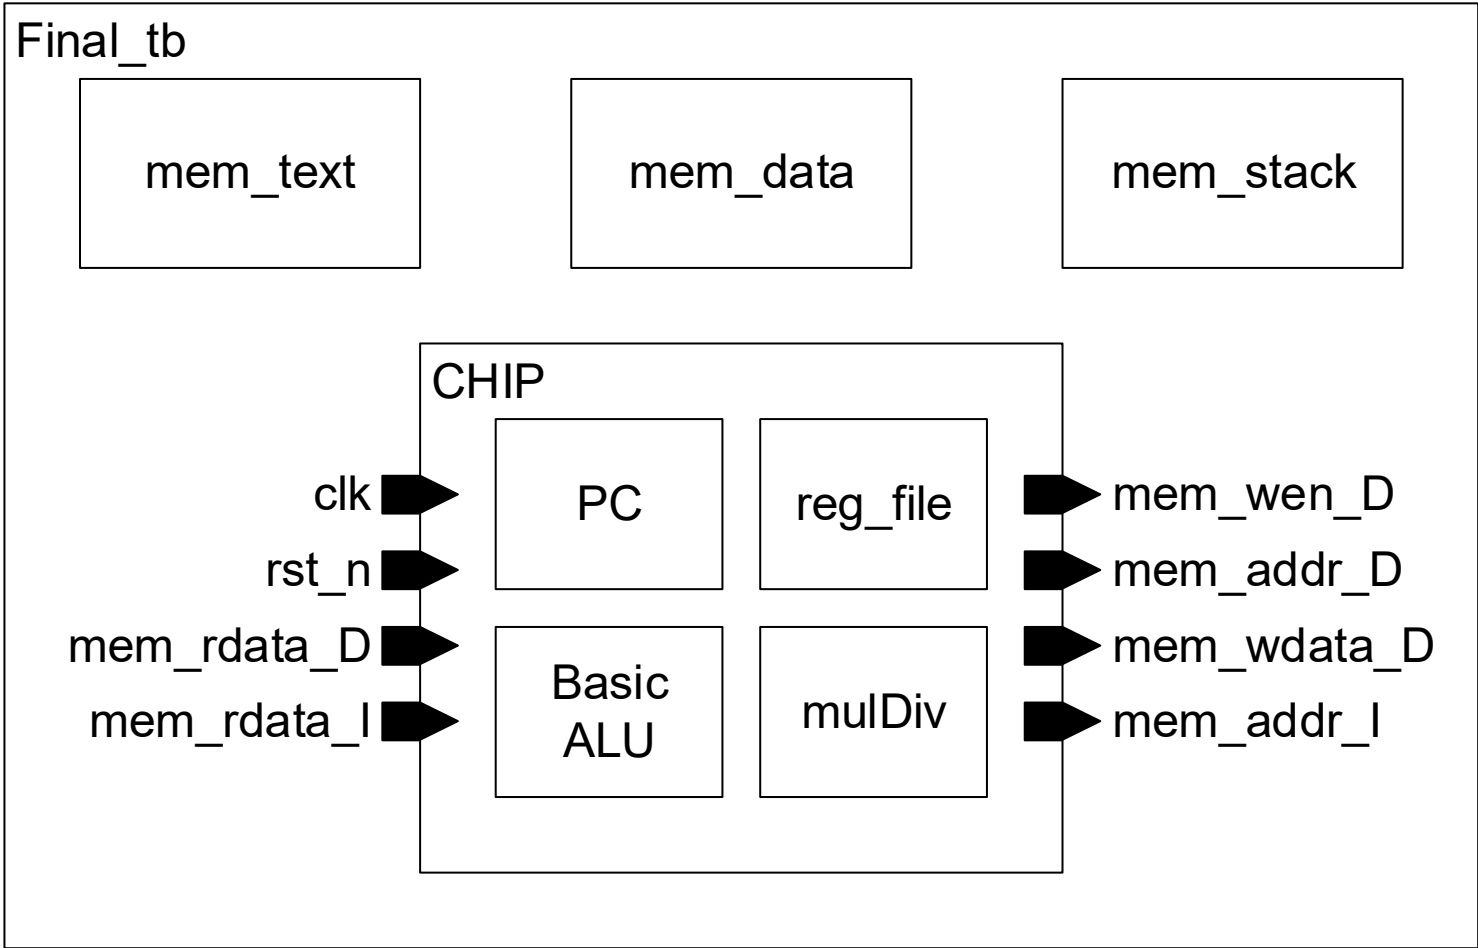 Final_tb
mem_text
mem_data
mem_stack
CHIP
PC
reg_file
Basic
ALU
mulDiv
clk
rst_n
mem_rdata_D
mem_rdata_I
mem_wen_D
mem_addr_D
mem_wdata_D
mem_addr_I